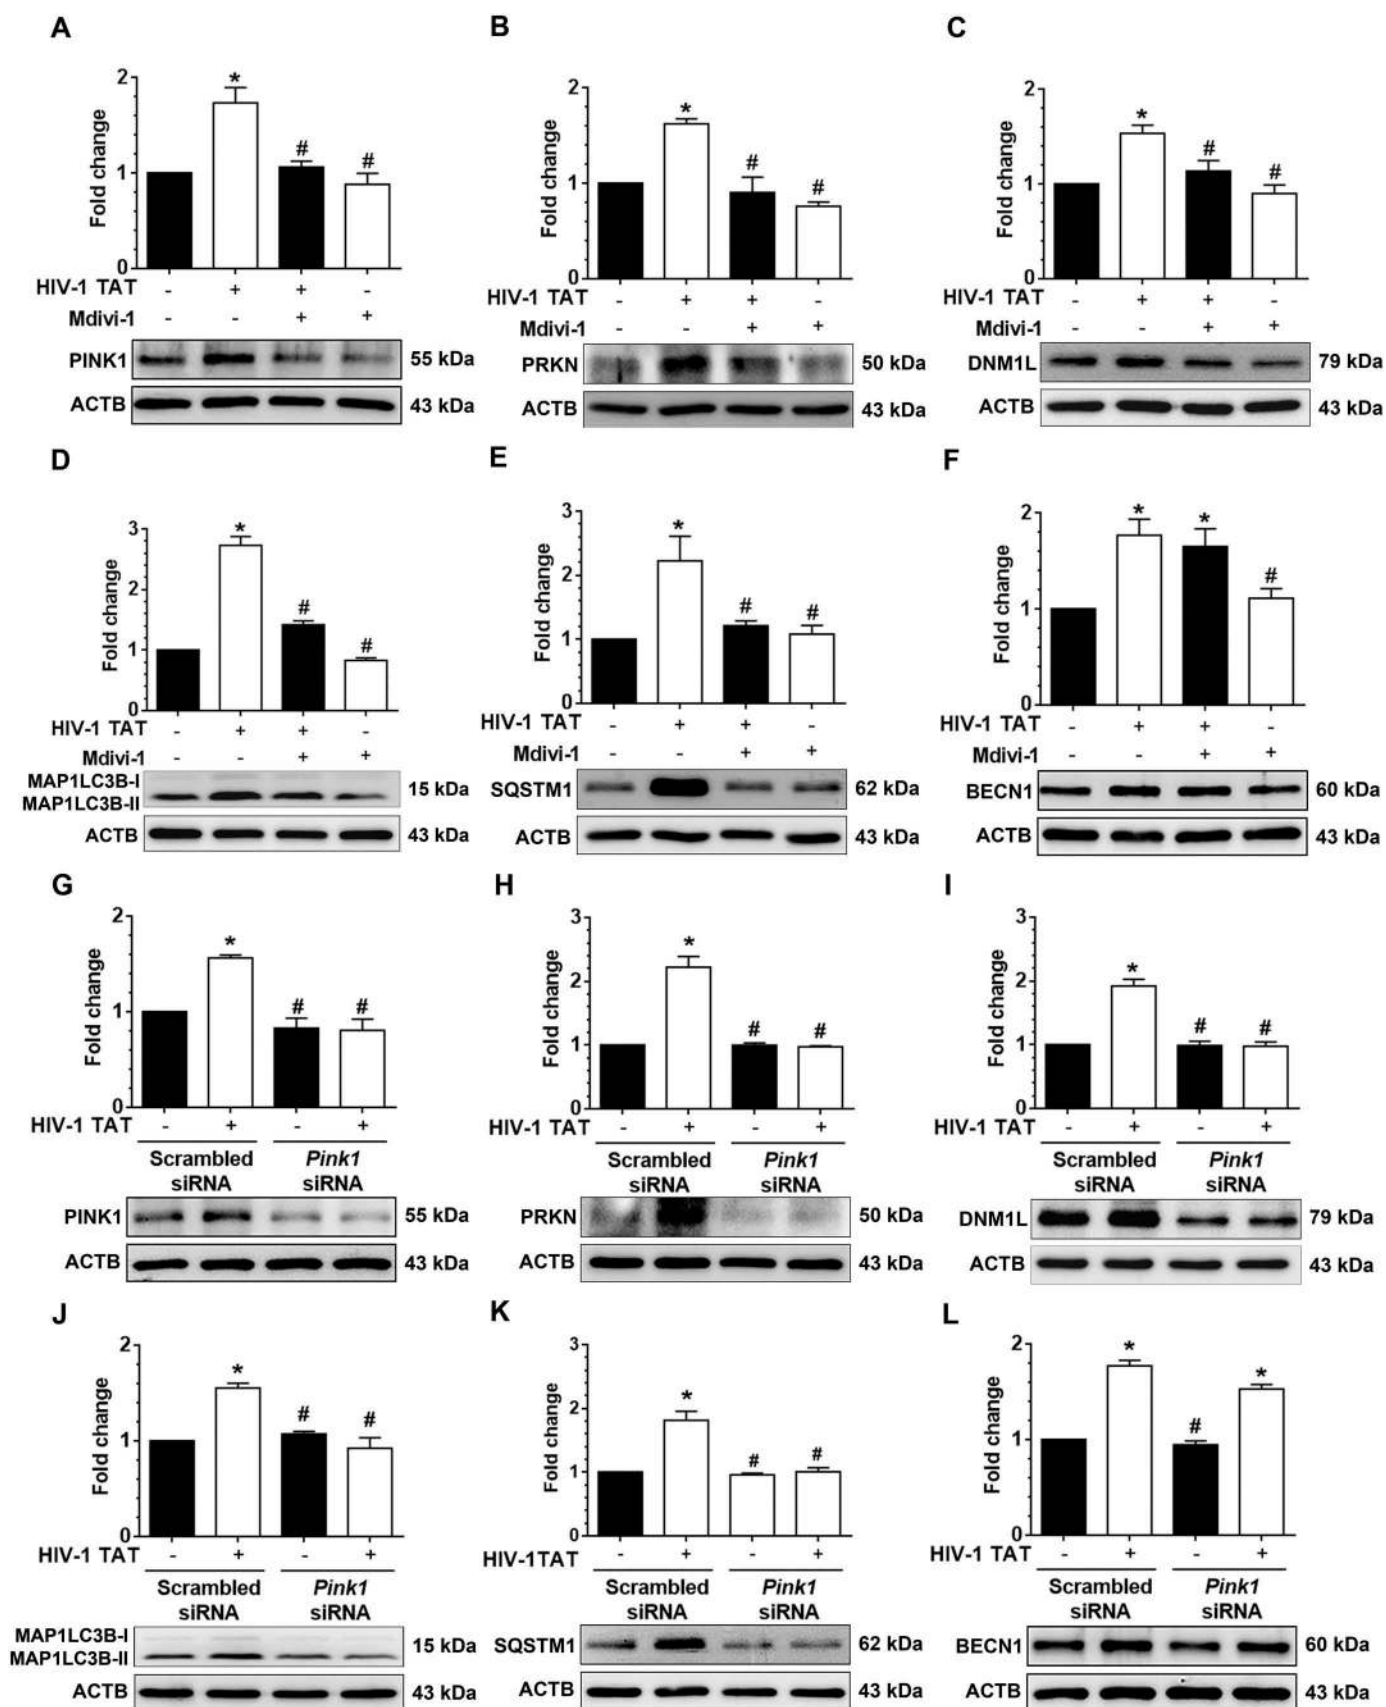 A
2
1
0
Fold change
*
#
#
HIV-1 TAT - + + -
Mdivi-1 - - + +
PINK1 55 kDa
ACTB 43 kDa
B
2
1
0
Fold change
*
#
#
HIV-1 TAT - + + -
Mdivi-1 - - + +
PRKN 50 kDa
ACTB 43 kDa
C
2
1
0
Fold change
*
#
#
HIV-1 TAT - + + -
Mdivi-1 - - + +
DNM1L 79 kDa
ACTB 43 kDa
D
3
2
1
0
Fold change
*
#
#
HIV-1 TAT - + + -
Mdivi-1 - - + +
MAP1LC3B-I
MAP1LC3B-II
15 kDa
ACTB 43 kDa
E
3
2
1
0
Fold change
*
#
#
HIV-1 TAT - + + -
Mdivi-1 - - + +
SQSTM1 62 kDa
ACTB 43 kDa
F
2
1
0
Fold change
*
*
#
HIV-1 TAT - + + -
Mdivi-1 - - + +
BECN1 60 kDa
ACTB 43 kDa
G
2
1
0
Fold change
*
#
#
HIV-1 TAT - + - +
Scrambled Pink1
siRNA siRNA
PINK1 55 kDa
ACTB 43 kDa
H
3
2
1
0
Fold change
*
#
#
HIV-1 TAT - + - +
Scrambled Pink1
siRNA siRNA
PRKN 50 kDa
ACTB 43 kDa
I
3
2
1
0
Fold change
*
#
#
HIV-1 TAT - + - +
Scrambled Pink1
siRNA siRNA
DNM1L 79 kDa
ACTB 43 kDa
J
2
1
0
Fold change
*
#
#
HIV-1 TAT - + - +
Scrambled Pink1
siRNA siRNA
MAP1LC3B-I
MAP1LC3B-II
15 kDa
ACTB 43 kDa
K
3
2
1
0
Fold change
*
#
#
HIV-1TAT - + - +
Scrambled Pink1
siRNA siRNA
SQSTM1 62 kDa
ACTB 43 kDa
L
2
1
0
Fold change
*
#
*
HIV-1 TAT - + - +
Scrambled Pink1
siRNA siRNA
BECN1 60 kDa
ACTB 43 kDa